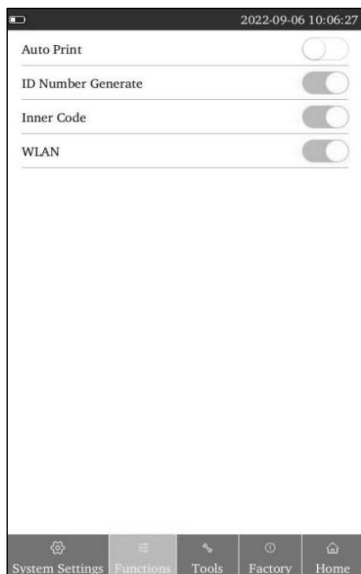 2022-09-06 10:06:27
Auto Print
ID Number Generate
Inner Code
WLAN
System Settings Functions Tools Factory Home